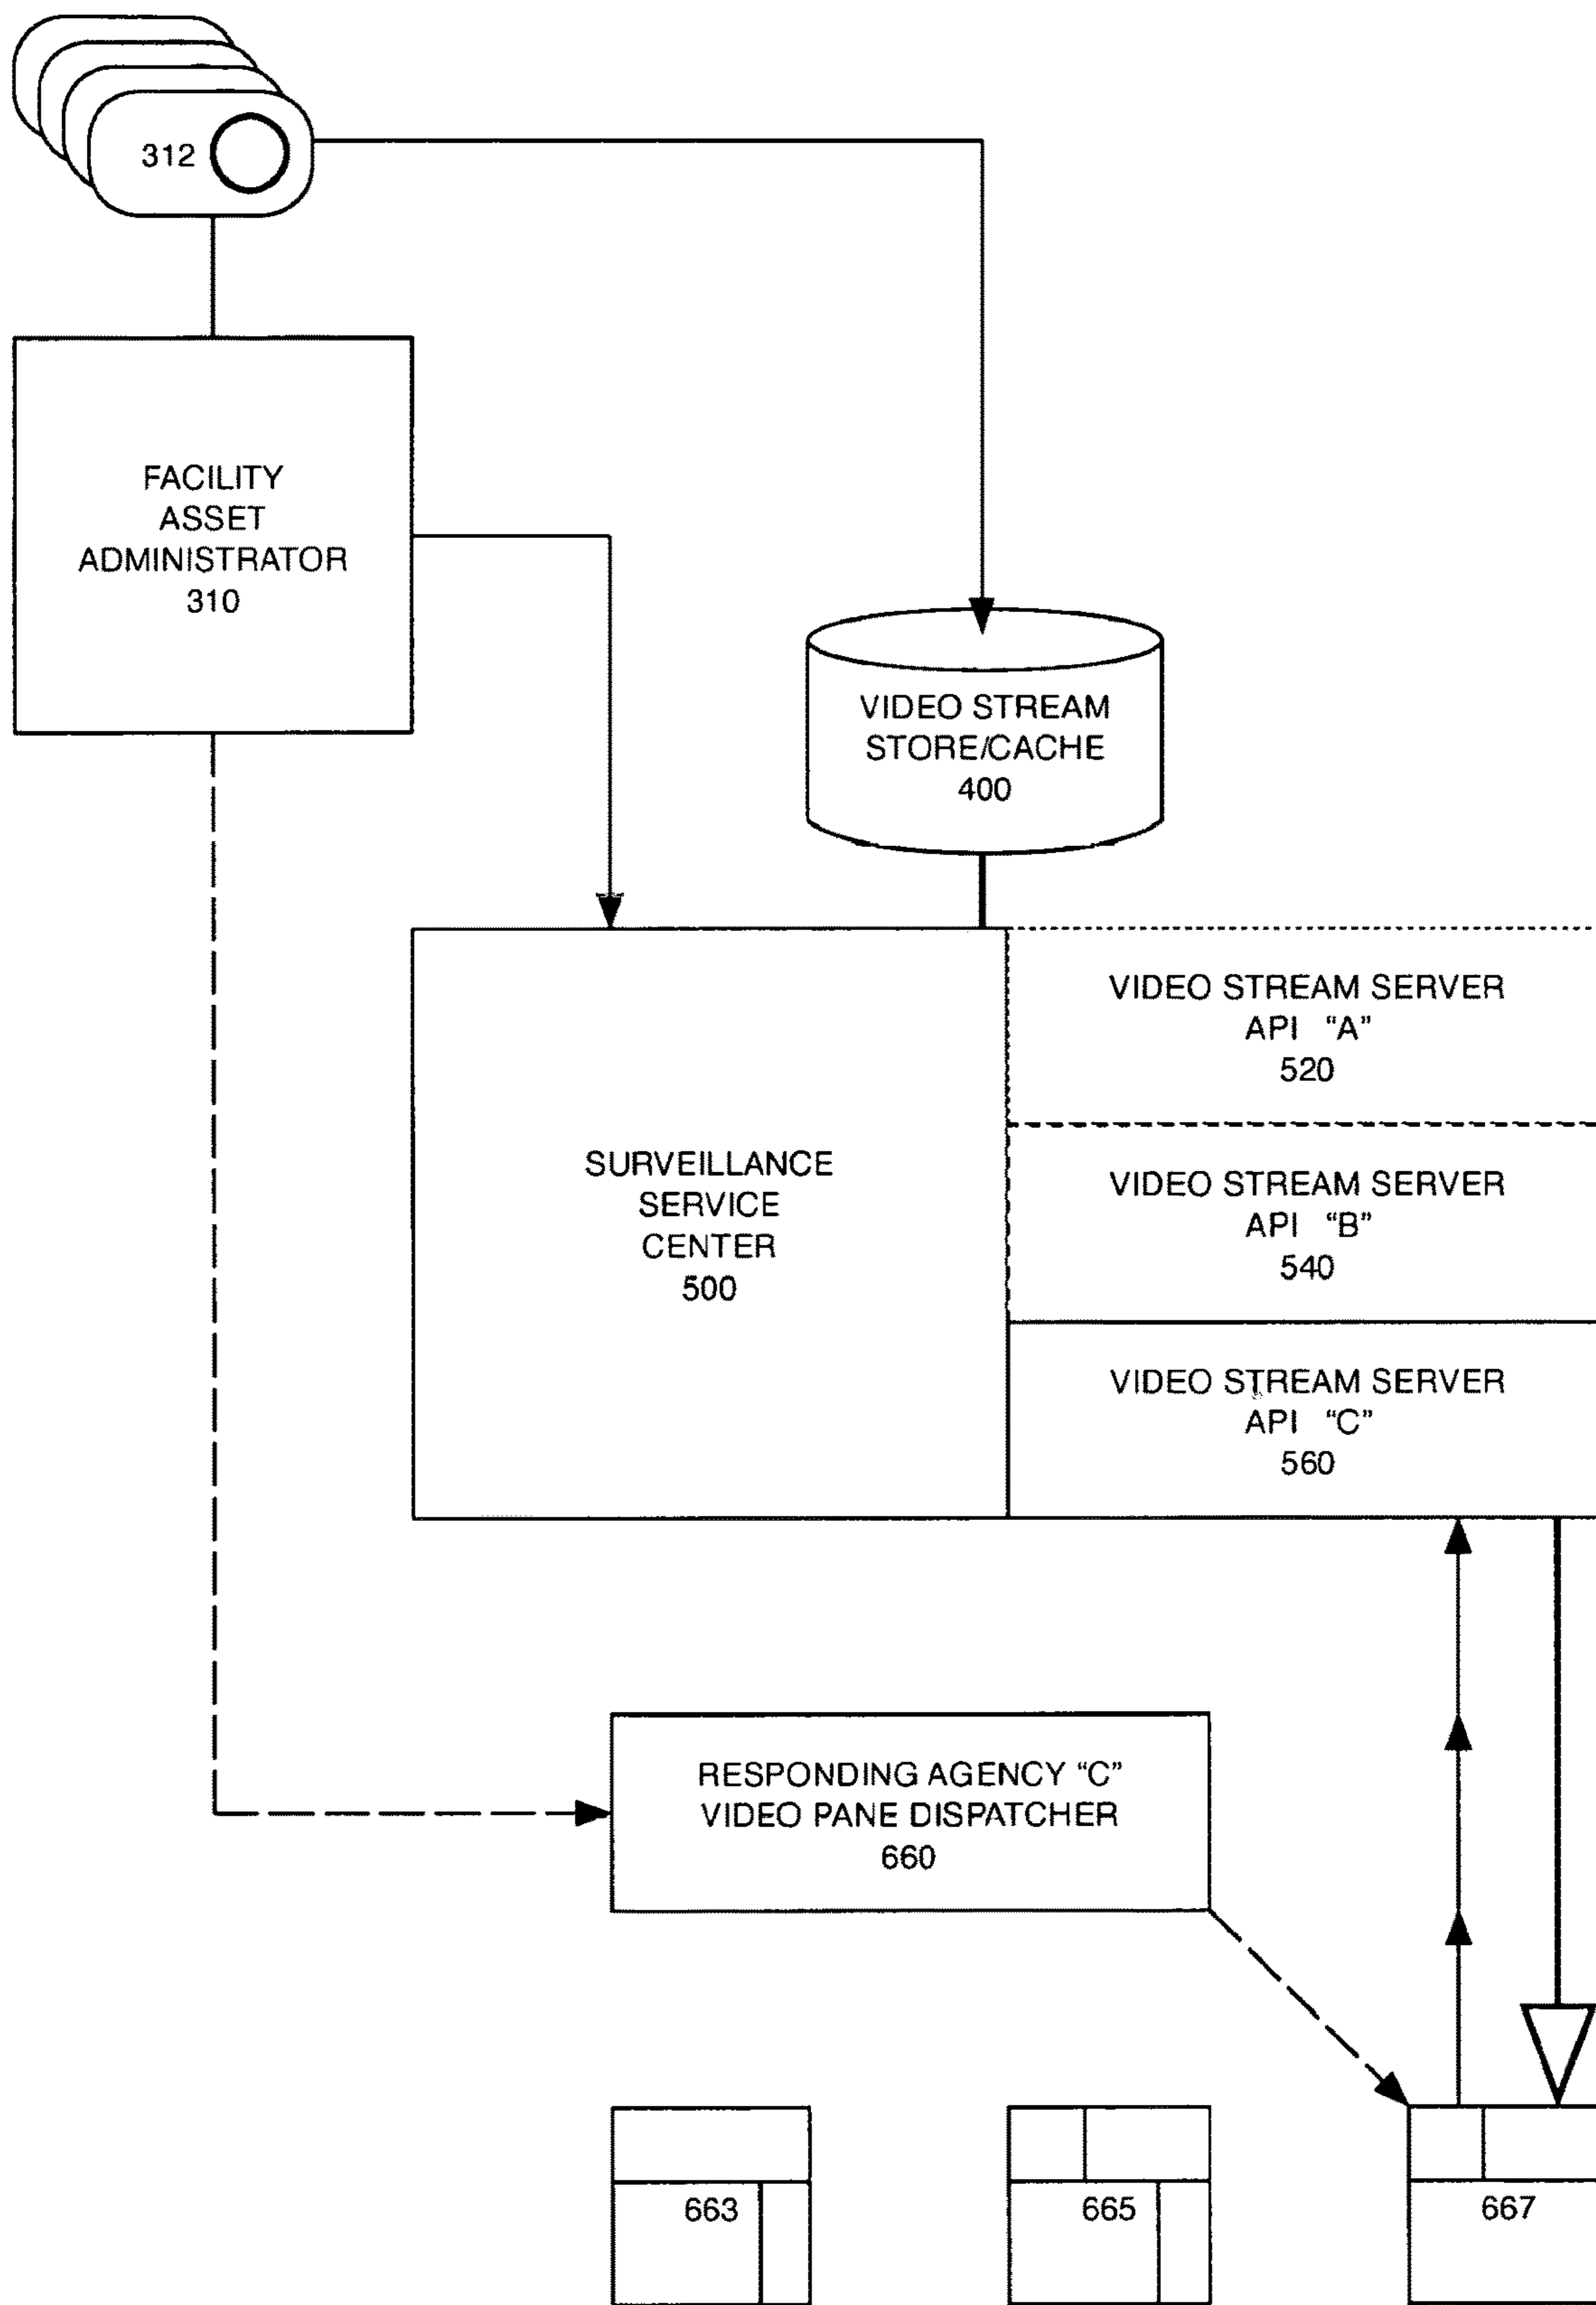 312
FACILITY
ASSET
ADMINISTRATOR
310
VIDEO STREAM
STORE/CACHE
400
VIDEO STREAM SERVER
API "A"
520
SURVEILLANCE
SERVICE
CENTER
500
VIDEO STREAM SERVER
API "B"
540
VIDEO STREAM SERVER
API "C"
560
RESPONDING AGENCY "C"
VIDEO PANE DISPATCHER
660
663
665
667